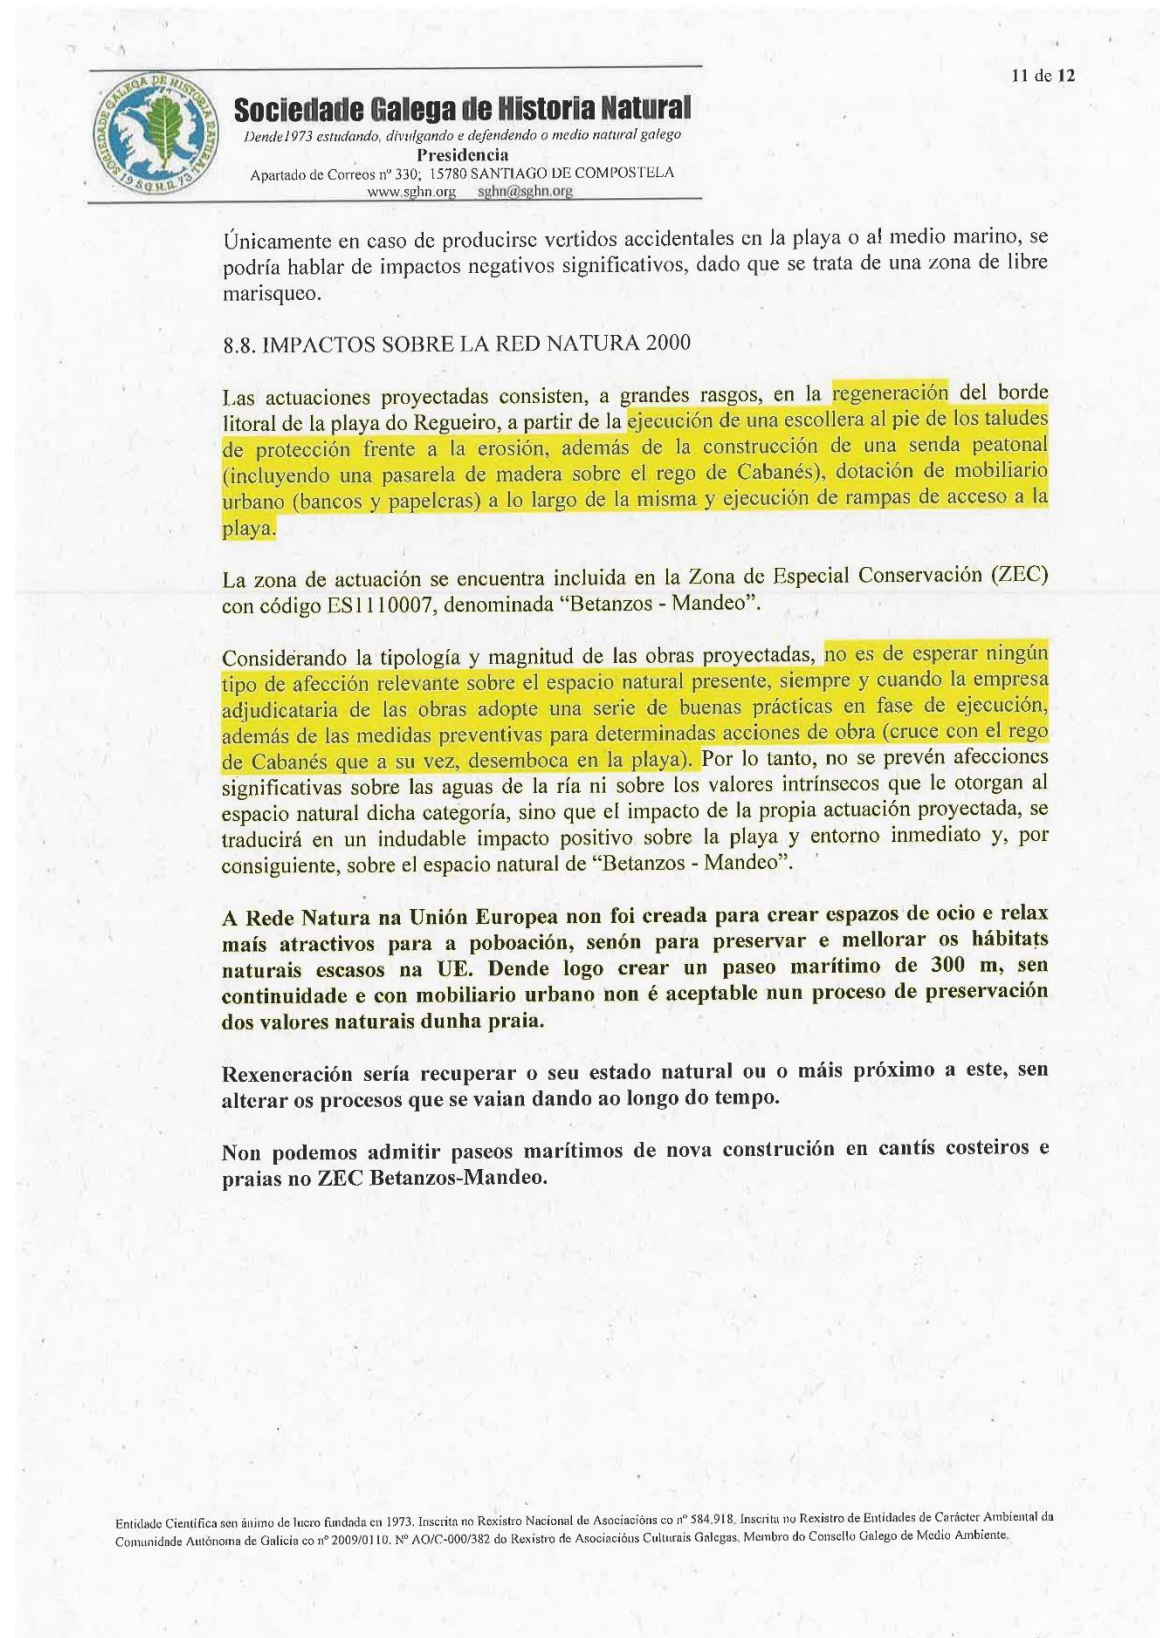 11 de 12
SOCIEDADE GALEGA DE HISTORIA NATURAL
19 S.G.H.N. 73
Sociedade Galega de Historia Natural
Dende1973 estudando, divulgando e defendendo o medio natural galego
Presidencia
Apartado de Correos nº 330; 15780 SANTIAGO DE COMPOSTELA
www.sghn.org sghn@sghn.org
Únicamente en caso de producirse vertidos accidentales en la playa o al medio marino, se
podría hablar de impactos negativos significativos, dado que se trata de una zona de libre
marisqueo.
8.8. IMPACTOS SOBRE LA RED NATURA 2000
Las actuaciones proyectadas consisten, a grandes rasgos, en la regeneración del borde
litoral de la playa do Regueiro, a partir de la ejecución de una escollera al pie de los taludes
de protección frente a la erosión, además de la construcción de una senda peatonal
(incluyendo una pasarela de madera sobre el rego de Cabanés), dotación de mobiliario
urbano (bancos y papeleras) a lo largo de la misma y ejecución de rampas de acceso a la
playa.
La zona de actuación se encuentra incluida en la Zona de Especial Conservación (ZEC)
con código ES1110007, denominada “Betanzos - Mandeo”.
Considerando la tipología y magnitud de las obras proyectadas, no es de esperar ningún
tipo de afección relevante sobre el espacio natural presente, siempre y cuando la empresa
adjudicataria de las obras adopte una serie de buenas prácticas en fase de ejecución,
además de las medidas preventivas para determinadas acciones de obra (cruce con el rego
de Cabanés que a su vez, desemboca en la playa). Por lo tanto, no se prevén afecciones
significativas sobre las aguas de la ría ni sobre los valores intrínsecos que le otorgan al
espacio natural dicha categoría, sino que el impacto de la propia actuación proyectada, se
traducirá en un indudable impacto positivo sobre la playa y entorno inmediato y, por
consiguiente, sobre el espacio natural de “Betanzos - Mandeo”.
A Rede Natura na Unión Europea non foi creada para crear espazos de ocio e relax
maís atractivos para a poboación, senón para preservar e mellorar os hábitats
naturais escasos na UE. Dende logo crear un paseo marítimo de 300 m, sen
continuidade e con mobiliario urbano non é aceptable nun proceso de preservación
dos valores naturais dunha praia.
Rexeneración sería recuperar o seu estado natural ou o máis próximo a este, sen
alterar os procesos que se vaian dando ao longo do tempo.
Non podemos admitir paseos marítimos de nova construción en cantís costeiros e
praias no ZEC Betanzos-Mandeo.
Entidade Científica sen ánimo de lucro fundada en 1973. Inscrita no Rexistro Nacional de Asociacións co nº 584.918. Inscrita no Rexistro de Entidades de Carácter Ambiental da
Comunidade Autónoma de Galicia co nº 2009/0110. Nº AO/C-000/382 do Rexistro de Asociacións Culturais Galegas. Membro do Consello Galego de Medio Ambiente.